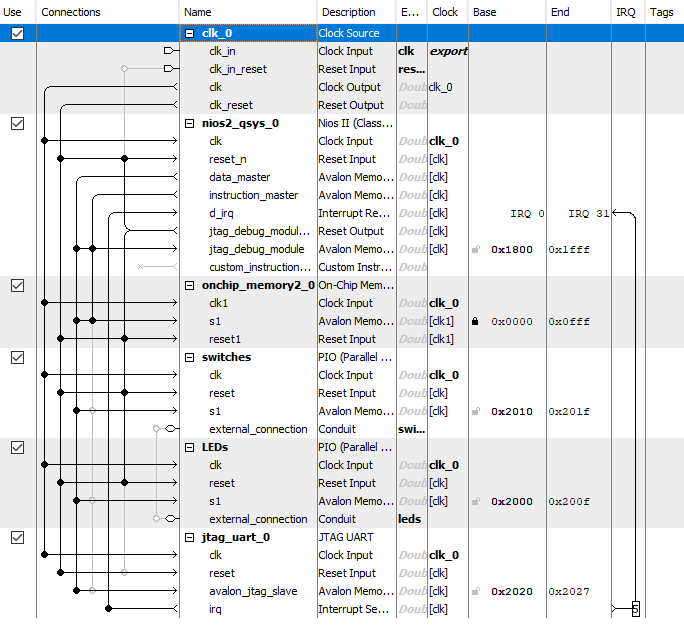 Use Connections Name Description E... Clock Base End IRQ Tags
clk_0 Clock Source
clk_in Clock Input clk export
clk_in_reset Reset Input res...
clk Clock Output Doub clk_0
clk_reset Reset Output Doub
nios2_qsys_0 Nios II (Class...
clk Clock Input Doub clk_0
reset_n Reset Input Doub [clk]
data_master Avalon Memo... Doub [clk]
instruction_master Avalon Memo... Doub [clk]
d_irq Interrupt Re... Doub [clk] IRQ 0 IRQ 31
jtag_debug_modul... Reset Output Doub [clk]
jtag_debug_module Avalon Memo... Doub [clk] 0x1800 0x1fff
custom_instruction... Custom Instr... Doub
onchip_memory2_0 On-Chip Mem...
clk1 Clock Input Doub clk_0
s1 Avalon Memo... Doub [clk1] 0x0000 0x0fff
reset1 Reset Input Doub [clk1]
switches PIO (Parallel ...
clk Clock Input Doub clk_0
reset Reset Input Doub [clk]
s1 Avalon Memo... Doub [clk] 0x2010 0x201f
external_connection Conduit swi...
LEDs PIO (Parallel ...
clk Clock Input Doub clk_0
reset Reset Input Doub [clk]
s1 Avalon Memo... Doub [clk] 0x2000 0x200f
external_connection Conduit leds
jtag_uart_0 JTAG UART
clk Clock Input Doub clk_0
reset Reset Input Doub [clk]
avalon_jtag_slave Avalon Memo... Doub [clk] 0x2020 0x2027
irq Interrupt Se... Doub [clk] 5